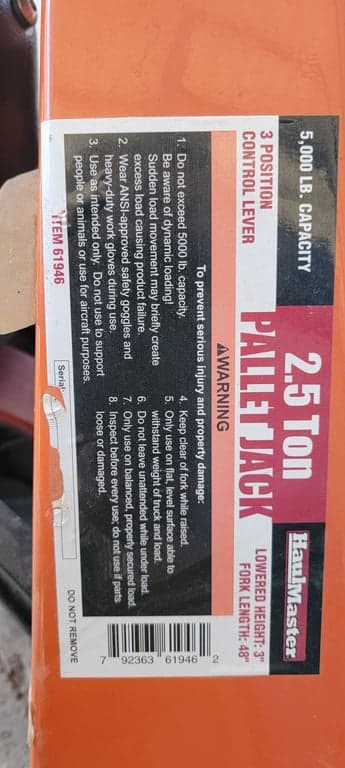 5,000 LB. CAPACITY
2.5 Ton
HaulMaster
3 POSITION
CONTROL LEVER
PALLET JACK
LOWERED HEIGHT: 3"
FORK LENGTH: 48"
WARNING
To prevent serious injury and property damage:
1. Do not exceed 5000 lb. capacity.
Be aware of dynamic loading!
Sudden load movement may briefly create
excess load causing product failure.
2. Wear ANSI-approved safety goggles and
heavy-duty work gloves during use.
3. Use as intended only. Do not use to support
people or animals or use for aircraft purposes.
4. Keep clear of fork while raised.
5. Only use on flat, level surface able to
withstand weight of truck and load.
6. Do not leave unattended while under load.
7. Only use on balanced, properly secured load.
8. Inspect before every use; do not use if parts
loose or damaged.
ITEM 61946
Serial:
DO NOT REMOVE
7 92363 61946 2